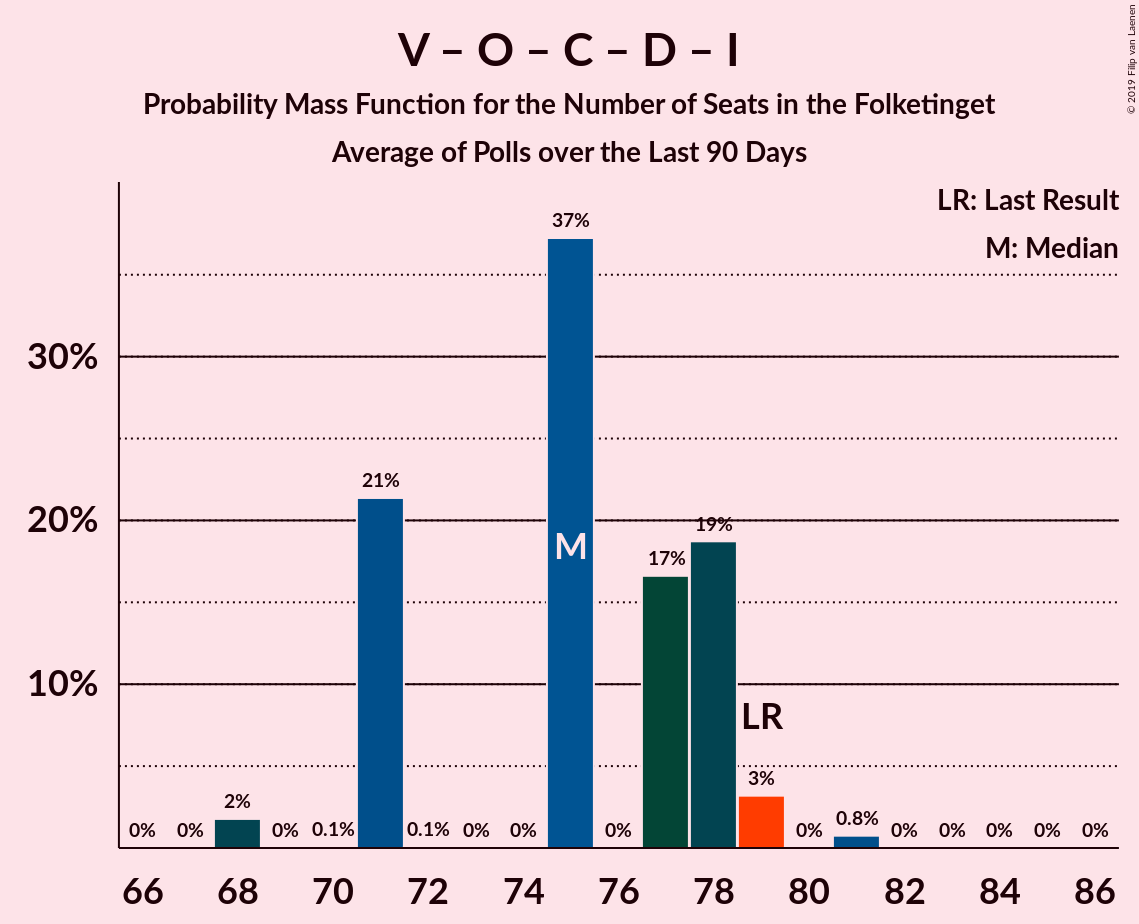 V – O – C – D – I
Probability Mass Function for the Number of Seats in the Folketinget
Average of Polls over the Last 90 Days
© 2019 Filip van Laenen
LR: Last Result
M: Median
37%
30%
21%
20%
19%
M
17%
10%
LR
3%
2%
0.8%
0% 0% 0% 0.1% 0.1% 0% 0% 0% 0% 0% 0% 0% 0% 0%
66 68 70 72 74 76 78 80 82 84 86